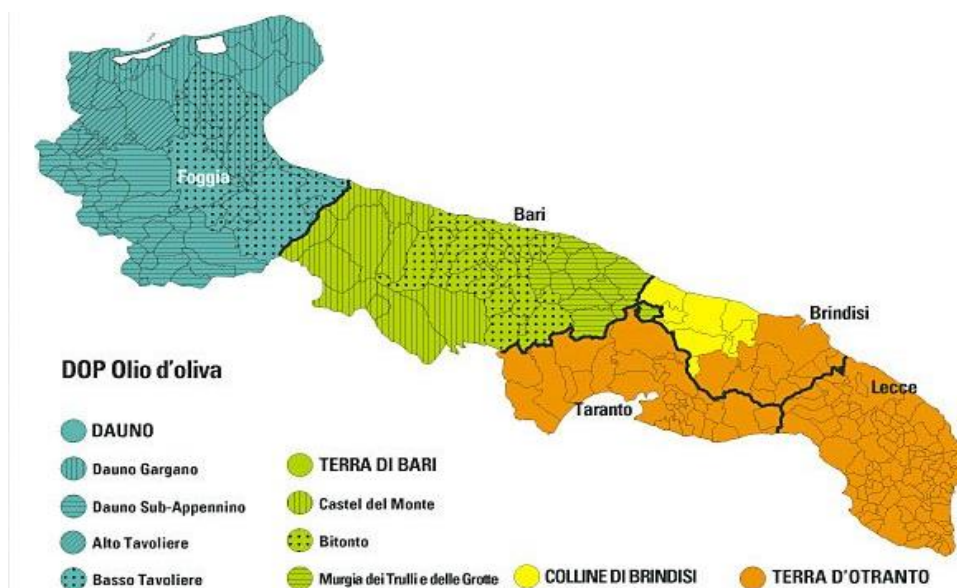 Foggia
Bari
Brindisi
Lecce
Taranto
DOP Olio d'oliva
DAUNO
Dauno Gargano
Dauno Sub-Appennino
Alto Tavoliere
Basso Tavoliere
TERRA DI BARI
Castel del Monte
Bitonto
Murgia dei Trulli e delle Grotte
COLLINE DI BRINDISI
TERRA D'OTRANTO